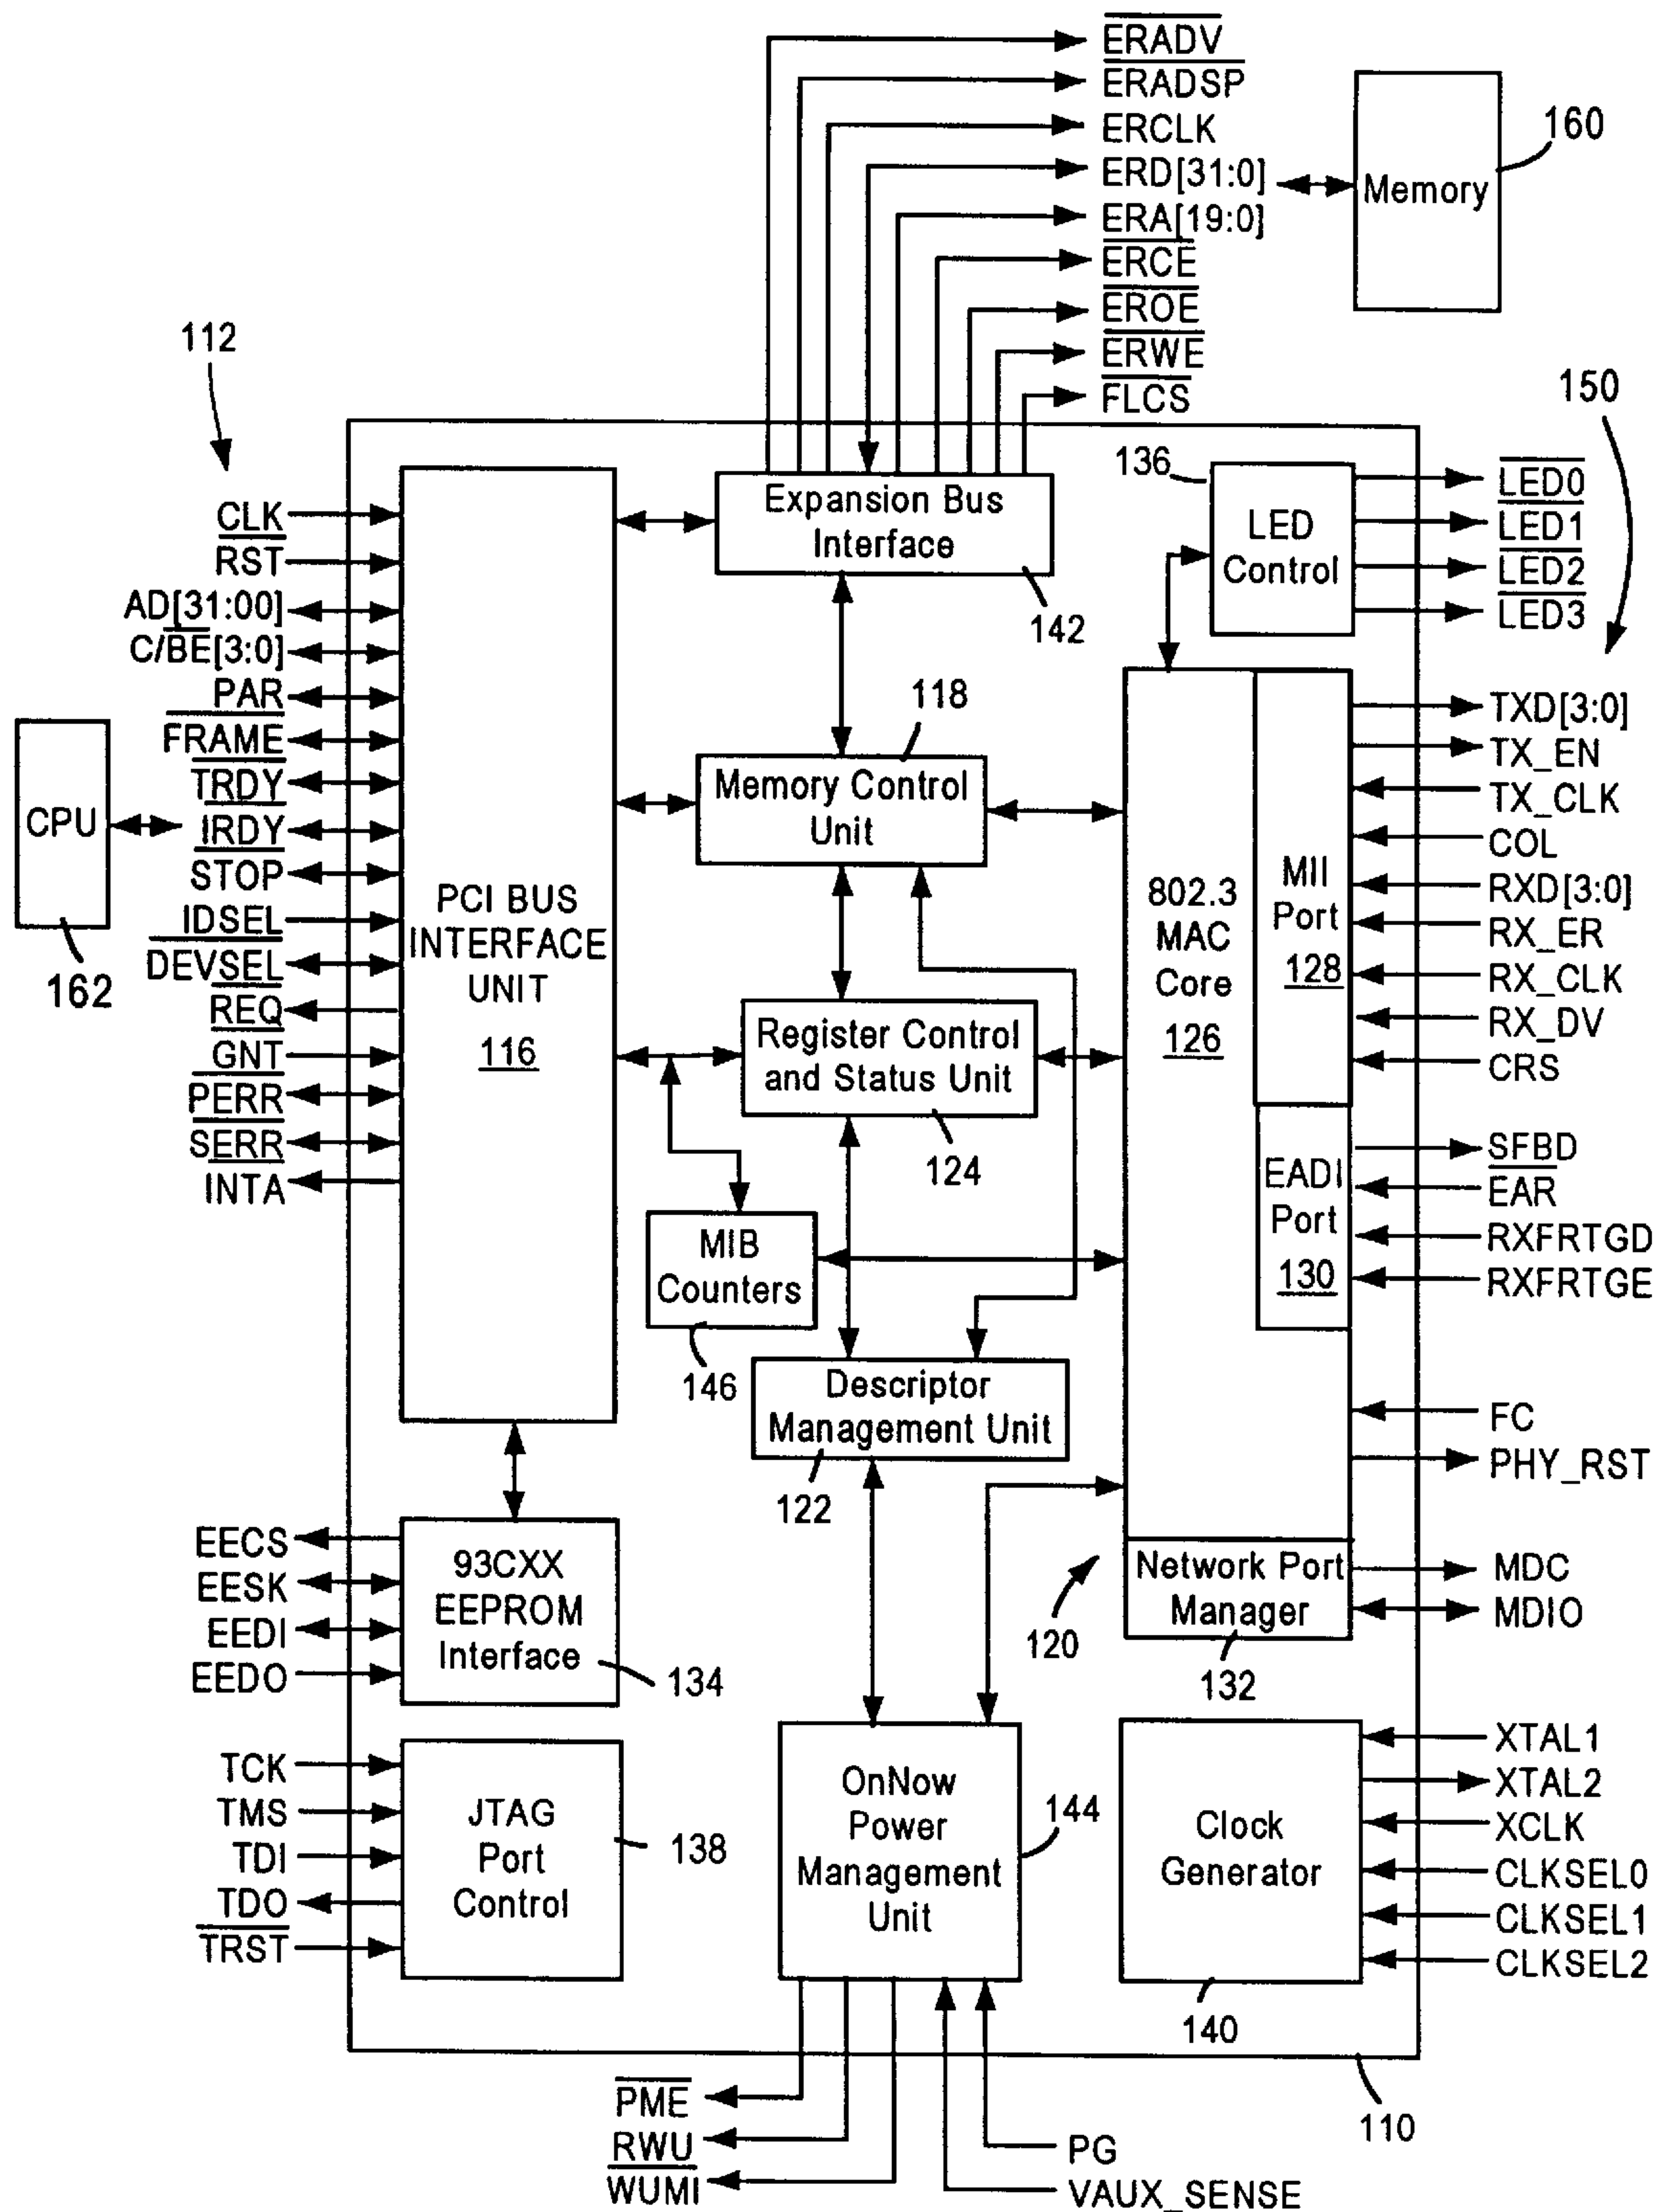 ERADV
ERADSP
ERCLK
ERD[31:0]
ERA[19:0]
ERCE
EROE
ERWE
FLCS
Memory
160
112
150
CLK
RST
AD[31:00]
C/BE[3:0]
PAR
FRAME
TRDY
IRDY
STOP
IDSEL
DEVSEL
REQ
GNT
PERR
SERR
INTA
CPU
162
PCI BUS
INTERFACE
UNIT
116
Expansion Bus
Interface
142
136
LED
Control
LED0
LED1
LED2
LED3
118
Memory Control
Unit
802.3
MAC
Core
126
MII
Port
128
TXD[3:0]
TX_EN
TX_CLK
COL
RXD[3:0]
RX_ER
RX_CLK
RX_DV
CRS
Register Control
and Status Unit
124
EADI
Port
130
SFBD
EAR
RXFRTGD
RXFRTGE
MIB
Counters
146
Descriptor
Management Unit
122
FC
PHY_RST
120
Network Port
Manager
132
MDC
MDIO
EECS
EESK
EEDI
EEDO
93CXX
EEPROM
Interface
134
TCK
TMS
TDI
TDO
TRST
JTAG
Port
Control
138
OnNow
Power
Management
Unit
144
Clock
Generator
140
XTAL1
XTAL2
XCLK
CLKSEL0
CLKSEL1
CLKSEL2
110
PME
RWU
WUMI
PG
VAUX_SENSE